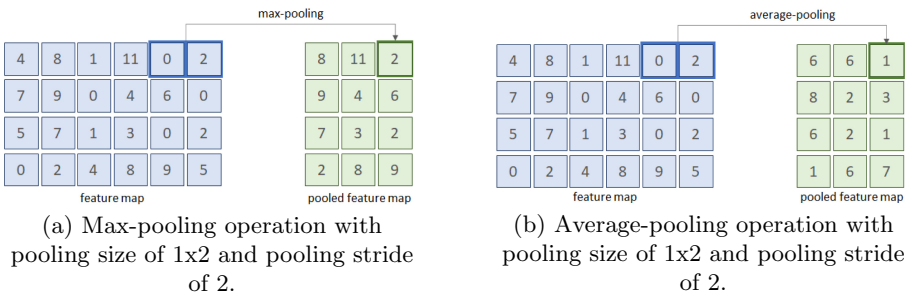 max-pooling
4 8 1 11 0 2
7 9 0 4 6 0
5 7 1 3 0 2
0 2 4 8 9 5
feature map
8 11 2
9 4 6
7 3 2
2 8 9
pooled feature map
(a) Max-pooling operation with
pooling size of 1x2 and pooling stride
of 2.
average-pooling
4 8 1 11 0 2
7 9 0 4 6 0
5 7 1 3 0 2
0 2 4 8 9 5
feature map
6 6 1
8 2 3
6 2 1
1 6 7
pooled feature map
(b) Average-pooling operation with
pooling size of 1x2 and pooling stride
of 2.